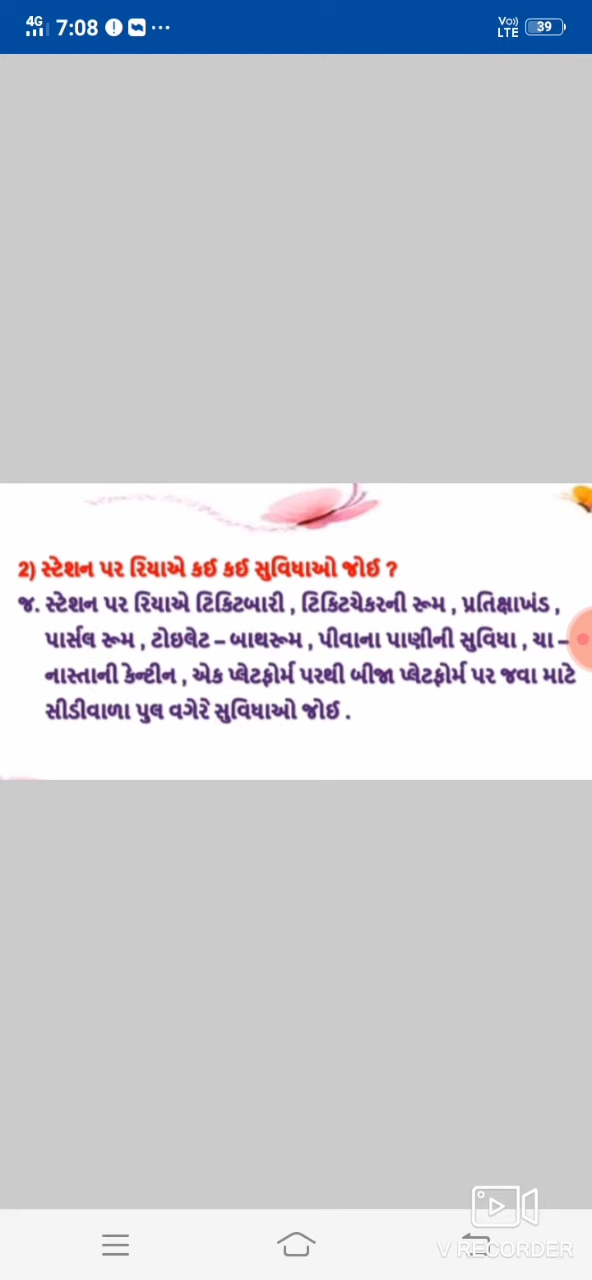 4G 7:08 ! ... Vo)) LTE 39
2) સ્ટેશન પર રિયાએ કઈ કઈ સુવિધાઓ જોઈ ?
જ. સ્ટેશન પર રિયાએ ટિકિટબારી , ટિકિટચેકરની રૂમ , પ્રતિક્ષાખંડ ,
પાર્સલ રૂમ , ટોઇલેટ – બાથરૂમ , પીવાના પાણીની સુવિધા , ચા –
નાસ્તાની કેન્ટીન , એક પ્લેટફોર્મ પરથી બીજા પ્લેટફોર્મ પર જવા માટે
સીડીવાળા પુલ વગેરે સુવિધાઓ જોઈ .
V RECORDER